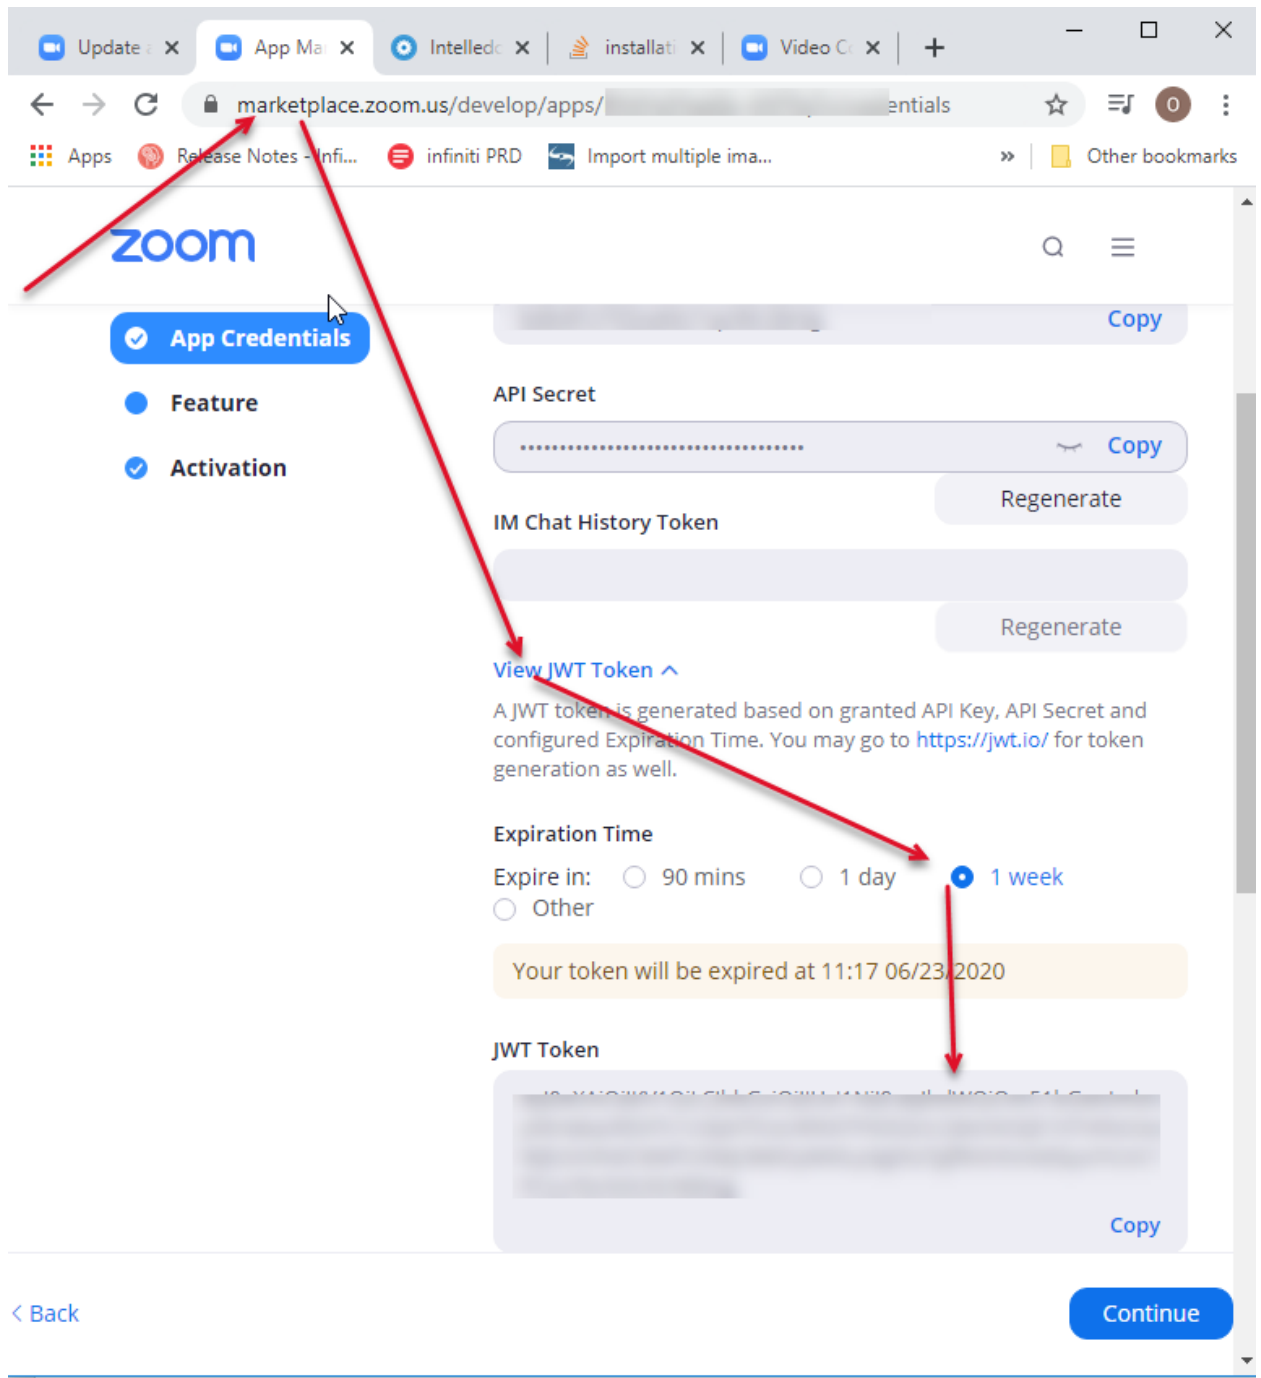 Update
App Ma
Intelledo
installati
Video Co
marketplace.zoom.us/develop/apps/
entials
O
Apps
Release Notes - Infi...
infiniti PRD
Import multiple ima...
»
Other bookmarks
zoom
App Credentials
Feature
Activation
Copy
API Secret
••••••••••••••••••••••••••••••••••••
Copy
Regenerate
IM Chat History Token
Regenerate
View JWT Token
A JWT token is generated based on granted API Key, API Secret and
configured Expiration Time. You may go to https://jwt.io/ for token
generation as well.
Expiration Time
Expire in: 90 mins 1 day 1 week
Other
Your token will be expired at 11:17 06/23/2020
JWT Token
Copy
< Back
Continue